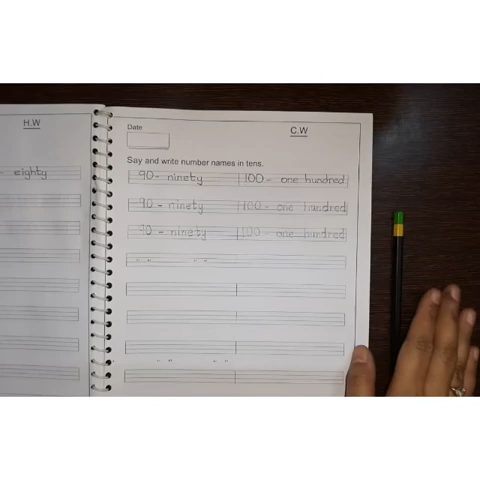 H.W
- eighty
Date
C.W
Say and write number names in tens.
90- ninety 100- one hundred
90- ninety 100- one hundred
90- ninety 100- one hundred